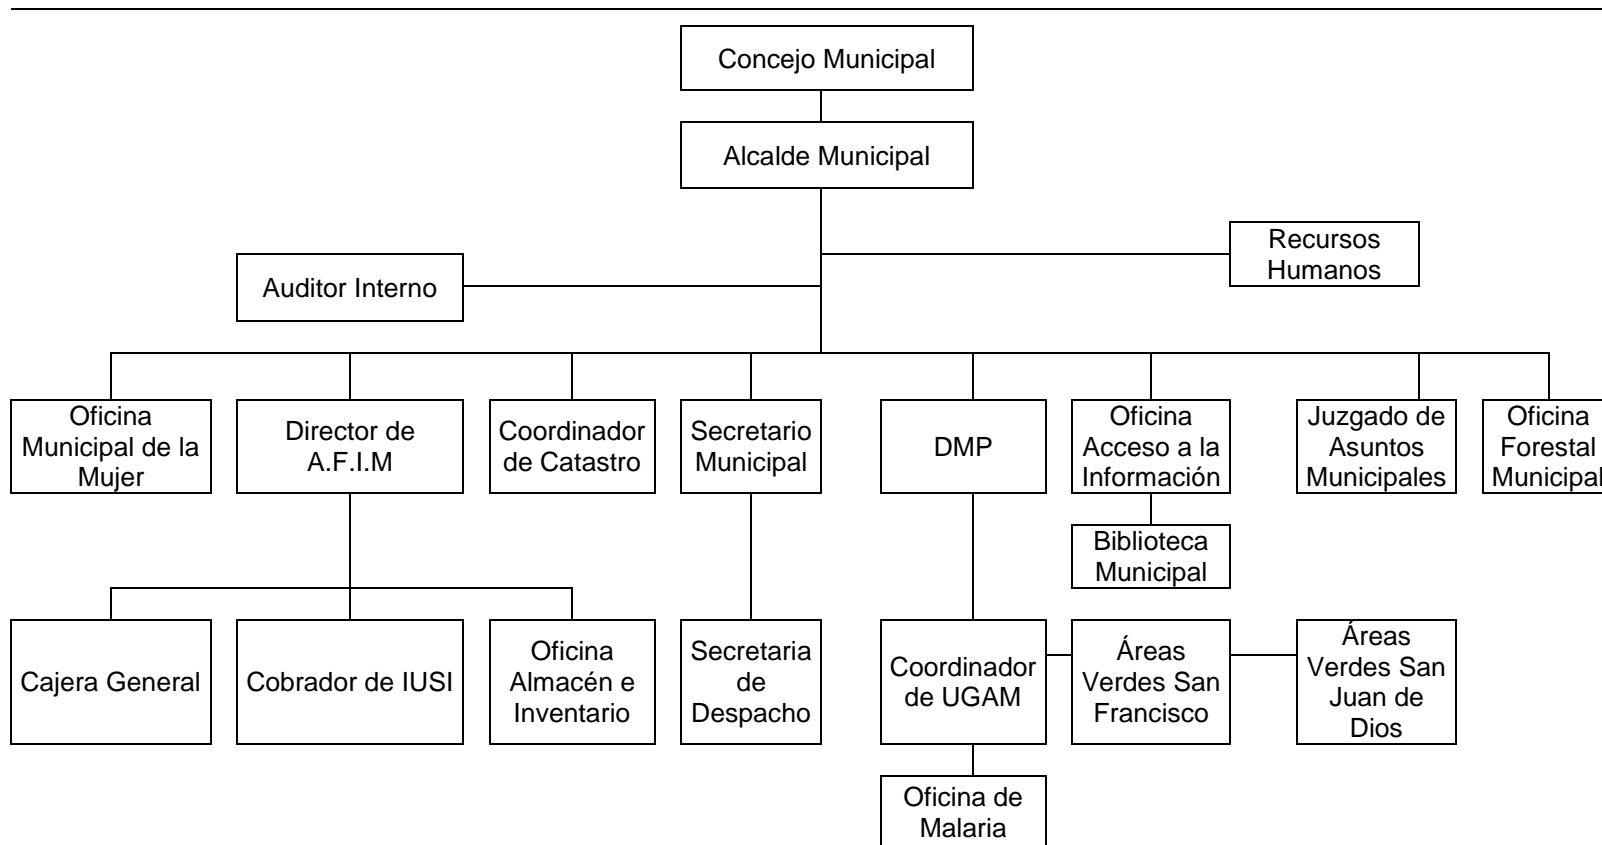 Concejo Municipal
Alcalde Municipal
Recursos
Humanos
Auditor Interno
Oficina
Municipal de la
Mujer
Director de
A.F.I.M
Coordinador
de Catastro
Secretario
Municipal
DMP
Oficina
Acceso a la
Información
Juzgado de
Asuntos
Municipales
Oficina
Forestal
Municipal
Biblioteca
Municipal
Cajera General
Cobrador de IUSI
Oficina
Almacén e
Inventario
Secretaria
de
Despacho
Coordinador
de UGAM
Áreas
Verdes San
Francisco
Áreas
Verdes San
Juan de
Dios
Oficina de
Malaria